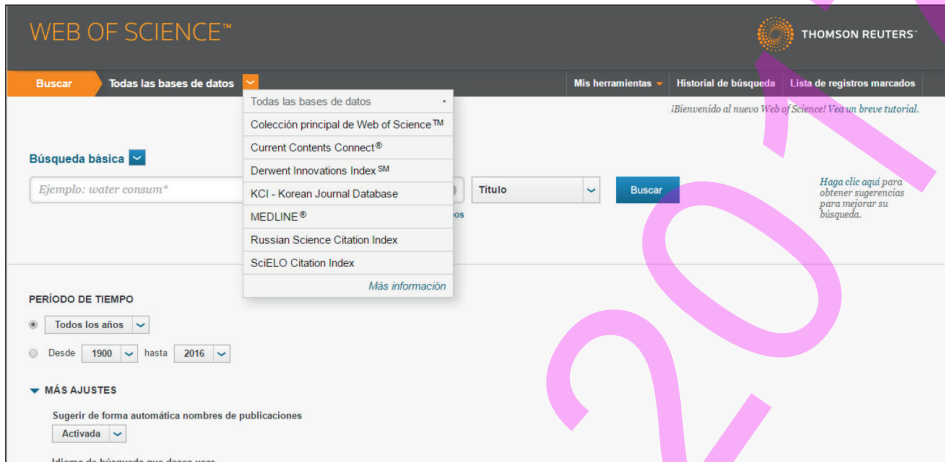 WEB OF SCIENCE™
THOMSON REUTERS™
Buscar
Todas las bases de datos
Mis herramientas
Historial de búsqueda
Lista de registros marcados
Todas las bases de datos
Colección principal de Web of Science™
Current Contents Connect®
Derwent Innovations Index℠
KCI - Korean Journal Database
MEDLINE®
Russian Science Citation Index
SciELO Citation Index
Más información
¡Bienvenido al nuevo Web of Science! Vea un breve tutorial.
Búsqueda básica
Ejemplo: water consum*
Título
Buscar
Haga clic aquí para
obtener sugerencias
para mejorar su
búsqueda.
PERÍODO DE TIEMPO
Todos los años
Desde 1900 hasta 2016
MÁS AJUSTES
Sugerir de forma automática nombres de publicaciones
Activada